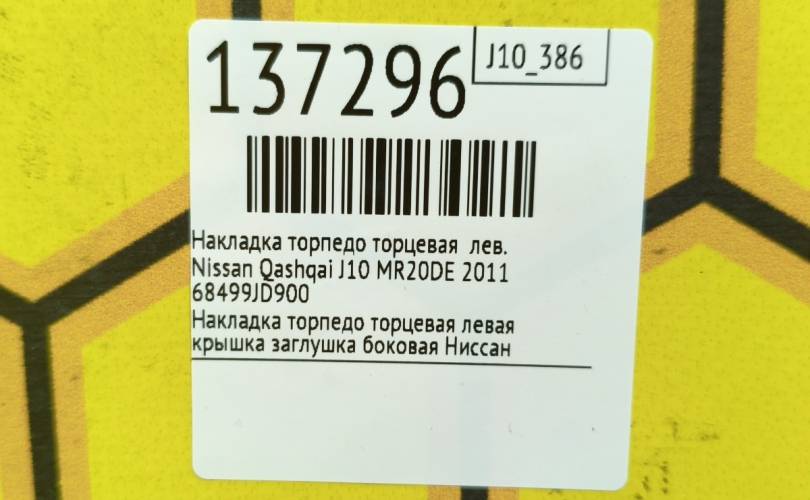 137296
J10_386
Накладка торпедо торцевая лев.
Nissan Qashqai J10 MR20DE 2011
68499JD900
Накладка торпедо торцевая левая
крышка заглушка боковая Ниссан